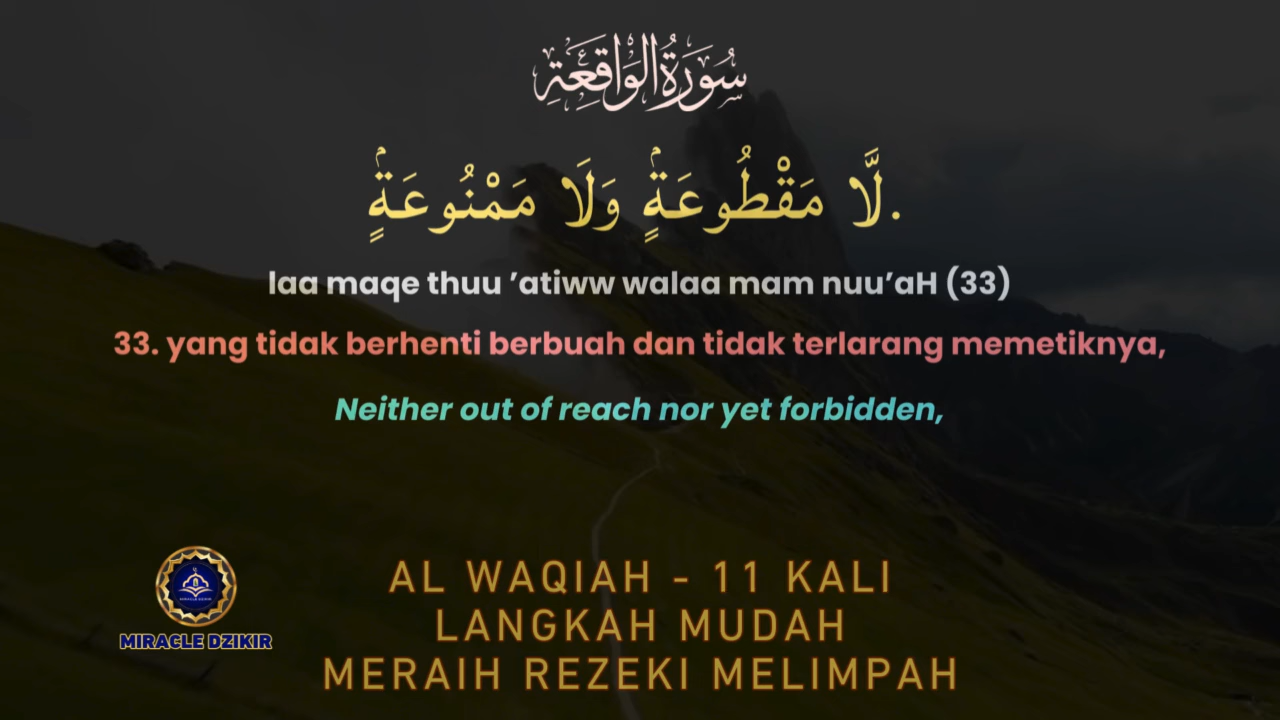 سُورَةُ الْوَاقِعَةِ
لَّا مَقْطُوعَةٍۢ وَلَا مَمْنُوعَةٍۢ.
laa maqe thuu ’atiww walaa mam nuu’aH (33)
33. yang tidak berhenti berbuah dan tidak terlarang memetiknya,
Neither out of reach nor yet forbidden,
AL WAQIAH - 11 KALI
LANGKAH MUDAH
MERAIH REZEKI MELIMPAH
MIRACLE DZIKIR
MIRACLE DZIKIR